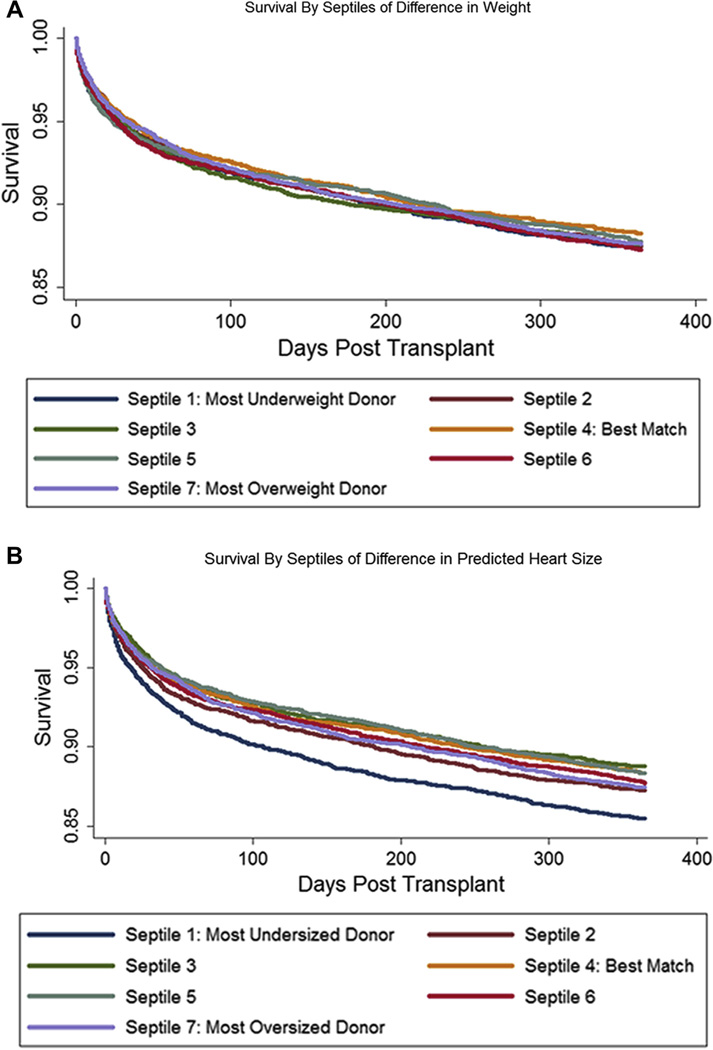 A
Survival By Septiles of Difference in Weight
1.00
0.95
0.90
0.85
Survival
0 100 200 300 400
Days Post Transplant
Septile 1: Most Underweight Donor Septile 2
Septile 3 Septile 4: Best Match
Septile 5 Septile 6
Septile 7: Most Overweight Donor
B
Survival By Septiles of Difference in Predicted Heart Size
1.00
0.95
0.90
0.85
Survival
0 100 200 300 400
Days Post Transplant
Septile 1: Most Undersized Donor Septile 2
Septile 3 Septile 4: Best Match
Septile 5 Septile 6
Septile 7: Most Oversized Donor